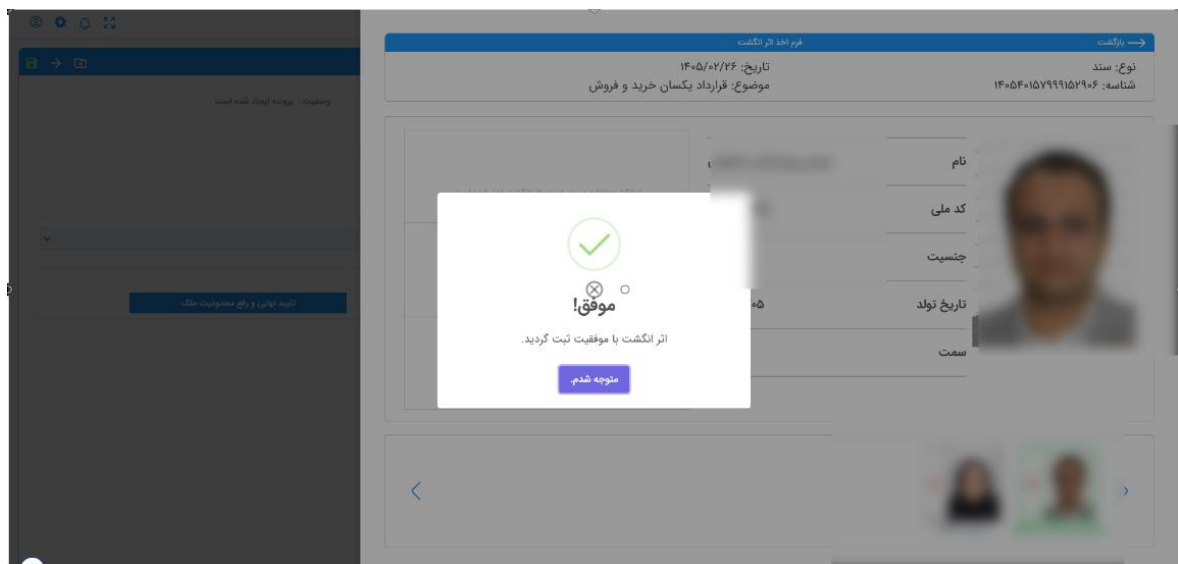 بازگشت
فرم اخذ اثر انگشت
نوع: سند
تاریخ: ۱۴۰۵/۰۲/۲۶
شناسه: ۱۴۰۵۴۰۱۵۷۹۹۹۱۵۲۹۰۶
موضوع: قرارداد یکسان خرید و فروش
وضعیت : پرونده ایجاد شده است
نام
کد ملی
جنسیت
تاریخ تولد
۰۵
سمت
موفق!
اثر انگشت با موفقیت ثبت گردید.
متوجه شدم.
تایید نهایی و رفع محدودیت ملک